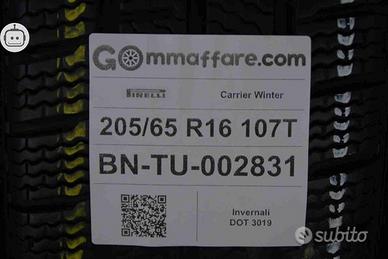 GOmmaffare.com
PIRELLI
Carrier Winter
205/65 R16 107T
BN-TU-002831
Invernali
DOT 3019
subito